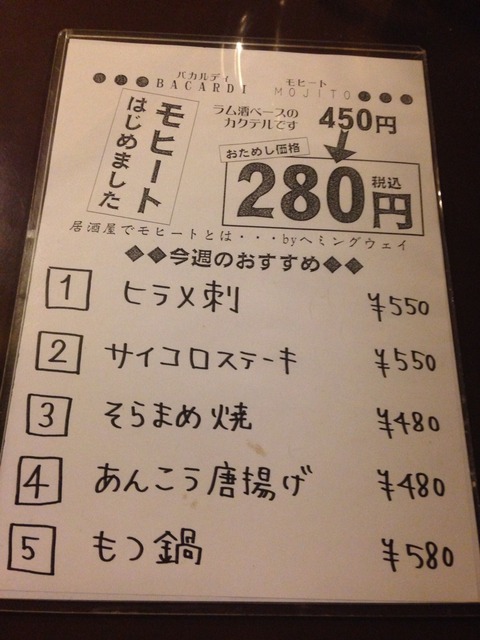 バカルディ モヒート
BACARDI MOJITO
モヒート
はじめました
ラム酒ベースの
カクテルです
450円
おためし価格
280円 税込
居酒屋でモヒートとは・・・byヘミングウェイ
◆◆今週のおすすめ◆◆
1 ヒラメ刺 ¥550
2 サイコロステーキ ¥550
3 そらまめ焼 ¥480
4 あんこう唐揚げ ¥480
5 もつ鍋 ¥580